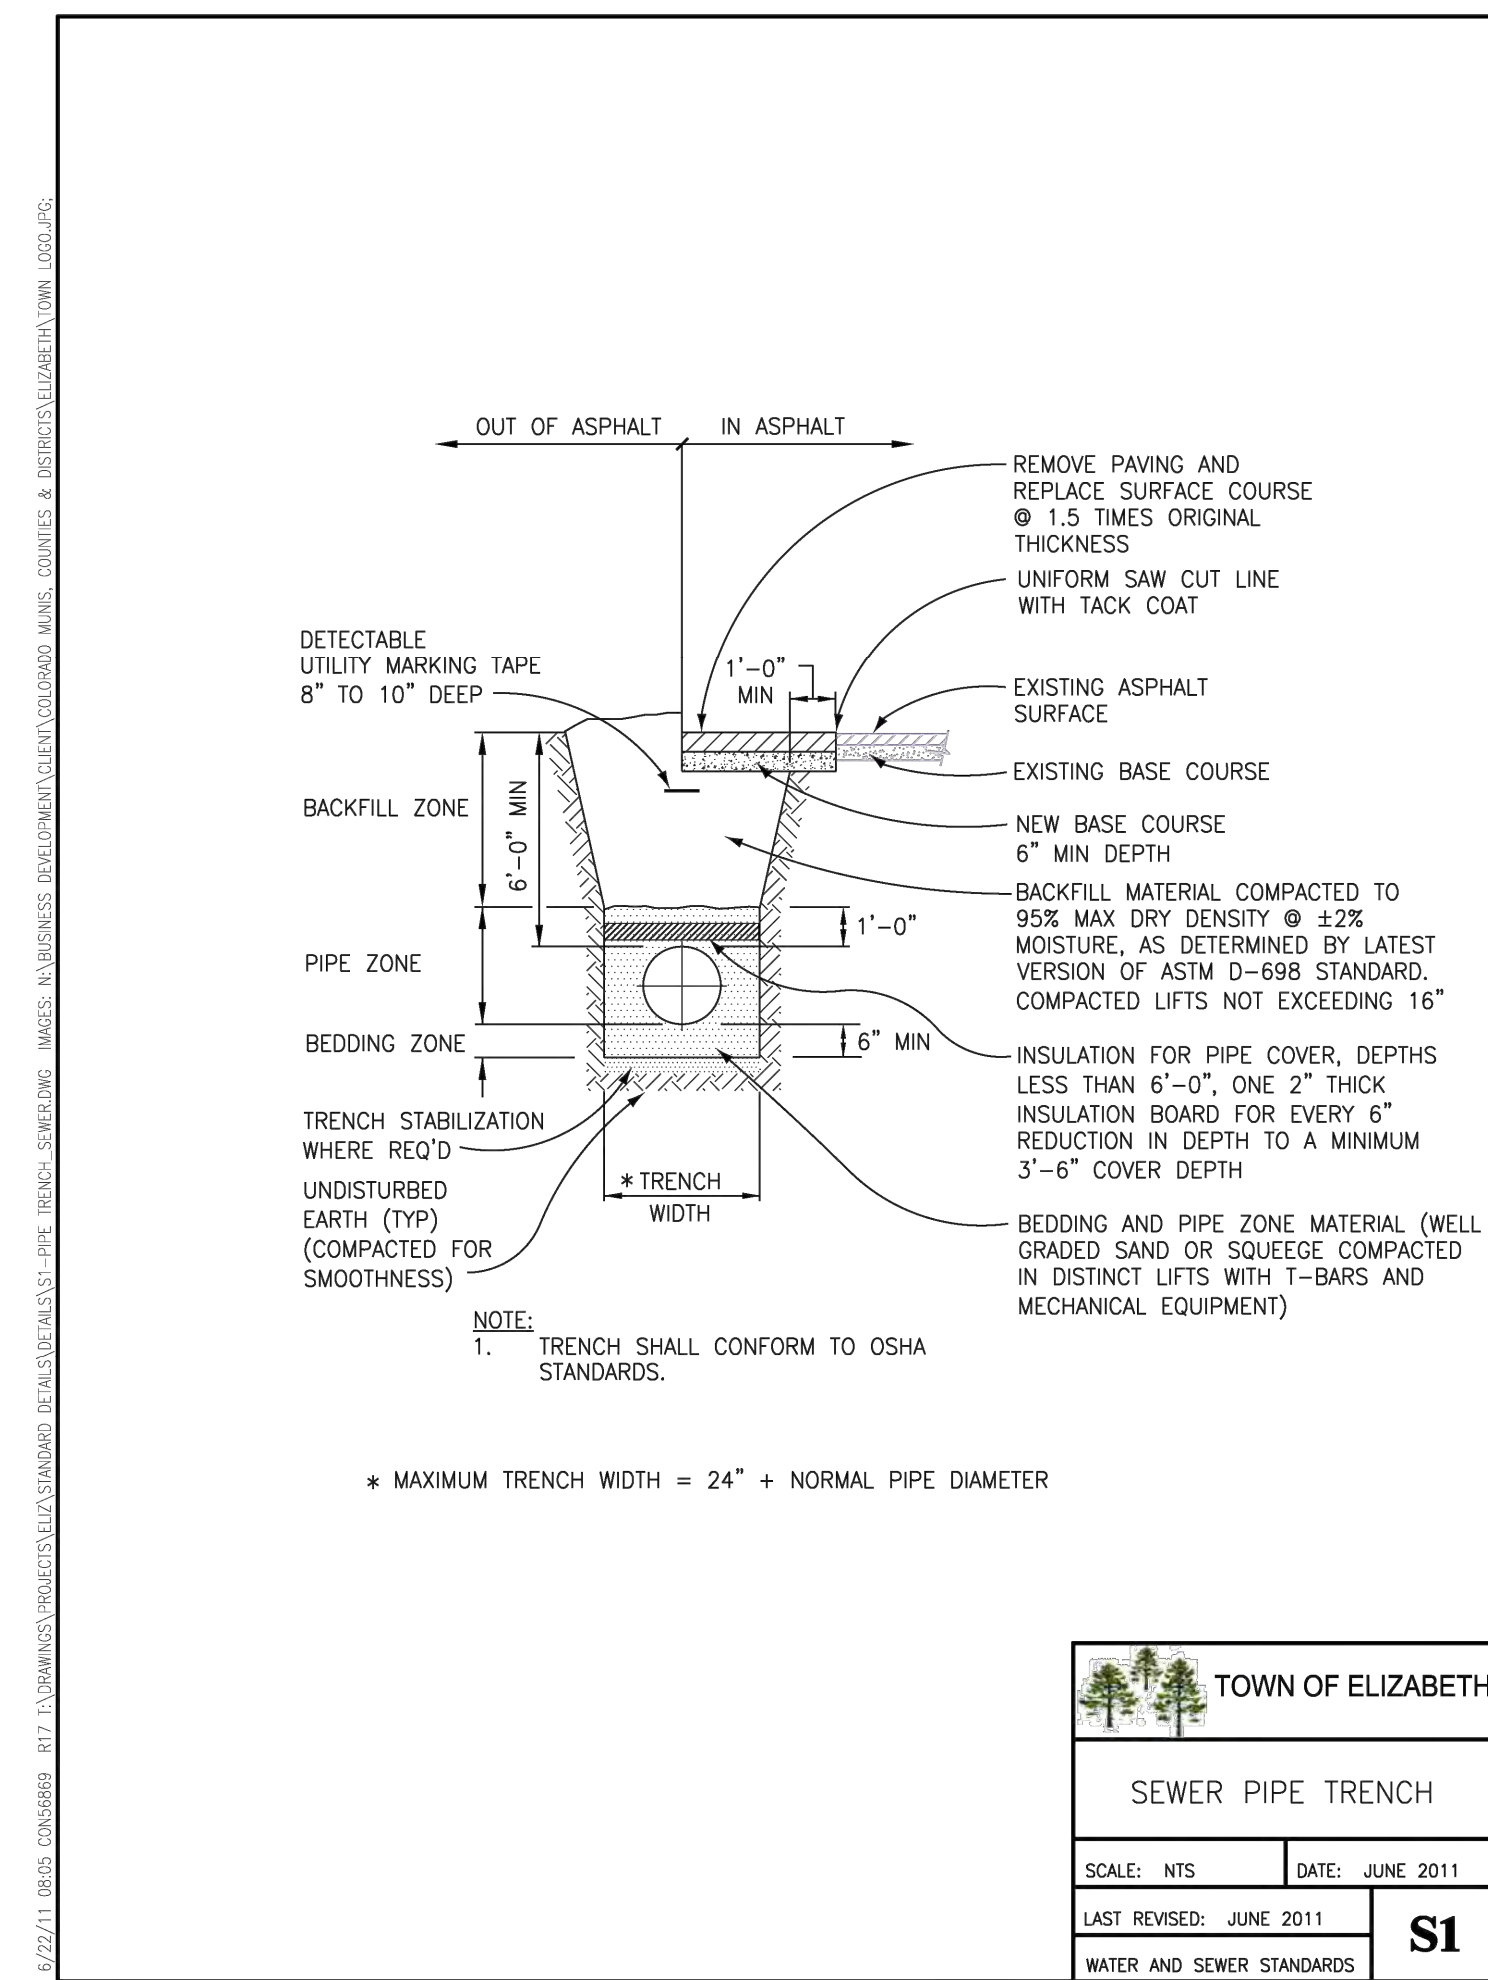 6/22/11 08:05 CON56869 R17 T:\DRAWINGS\PROJECTS\ELIZ\STANDARD DETAILS\DETAILS\S1-PIPE TRENCH_SEWER.DWG IMAGES: N:\BUSINESS DEVELOPMENT\CLIENT\COLORADO MUNIS, COUNTIES & DISTRICTS\ELIZABETH\TOWN LOGO.JPG;
OUT OF ASPHALT
IN ASPHALT
REMOVE PAVING AND
REPLACE SURFACE COURSE
@ 1.5 TIMES ORIGINAL
THICKNESS
UNIFORM SAW CUT LINE
WITH TACK COAT
DETECTABLE
UTILITY MARKING TAPE
8" TO 10" DEEP
1'-0"
MIN
EXISTING ASPHALT
SURFACE
EXISTING BASE COURSE
BACKFILL ZONE
6'-0" MIN
NEW BASE COURSE
6" MIN DEPTH
BACKFILL MATERIAL COMPACTED TO
95% MAX DRY DENSITY @ ±2%
MOISTURE, AS DETERMINED BY LATEST
VERSION OF ASTM D-698 STANDARD.
COMPACTED LIFTS NOT EXCEEDING 16"
1'-0"
PIPE ZONE
BEDDING ZONE
6" MIN
INSULATION FOR PIPE COVER, DEPTHS
LESS THAN 6'-0", ONE 2" THICK
INSULATION BOARD FOR EVERY 6"
REDUCTION IN DEPTH TO A MINIMUM
3'-6" COVER DEPTH
TRENCH STABILIZATION
WHERE REQ'D
UNDISTURBED
EARTH (TYP)
(COMPACTED FOR
SMOOTHNESS)
* TRENCH
WIDTH
BEDDING AND PIPE ZONE MATERIAL (WELL
GRADED SAND OR SQUEEGE COMPACTED
IN DISTINCT LIFTS WITH T-BARS AND
MECHANICAL EQUIPMENT)
NOTE:
1. TRENCH SHALL CONFORM TO OSHA
STANDARDS.
* MAXIMUM TRENCH WIDTH = 24" + NORMAL PIPE DIAMETER
TOWN OF ELIZABETH
SEWER PIPE TRENCH
SCALE: NTS
DATE: JUNE 2011
LAST REVISED: JUNE 2011
S1
WATER AND SEWER STANDARDS